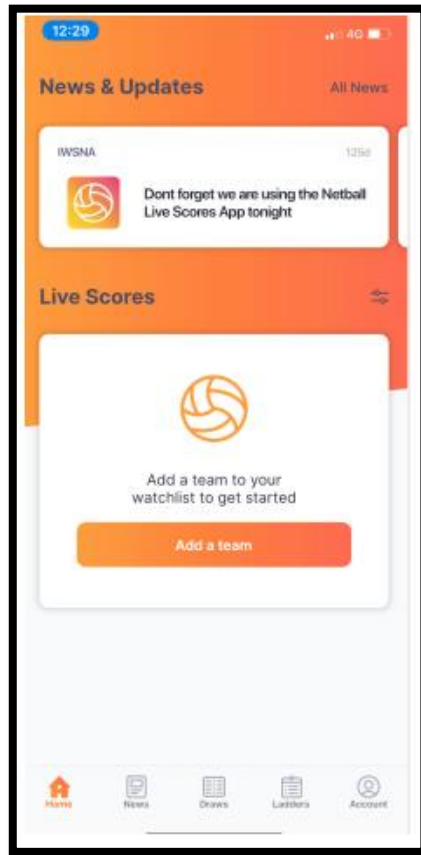 12:29
4G
News & Updates
All News
IWSNA
125d
Dont forget we are using the Netball
Live Scores App tonight
Live Scores
Add a team to your
watchlist to get started
Add a team
Home
News
Draws
Ladders
Account